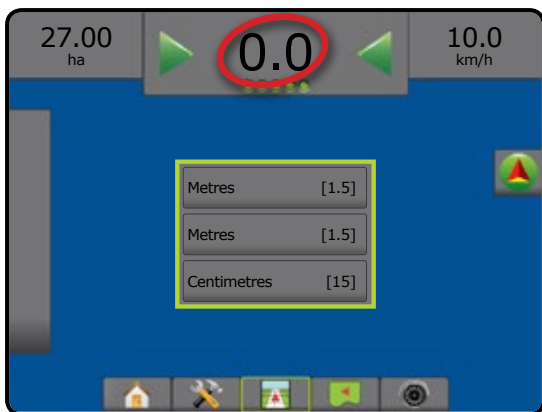 27.00
ha
0.0
10.0
km/h
Metres [1.5]
Metres [1.5]
Centimetres [15]